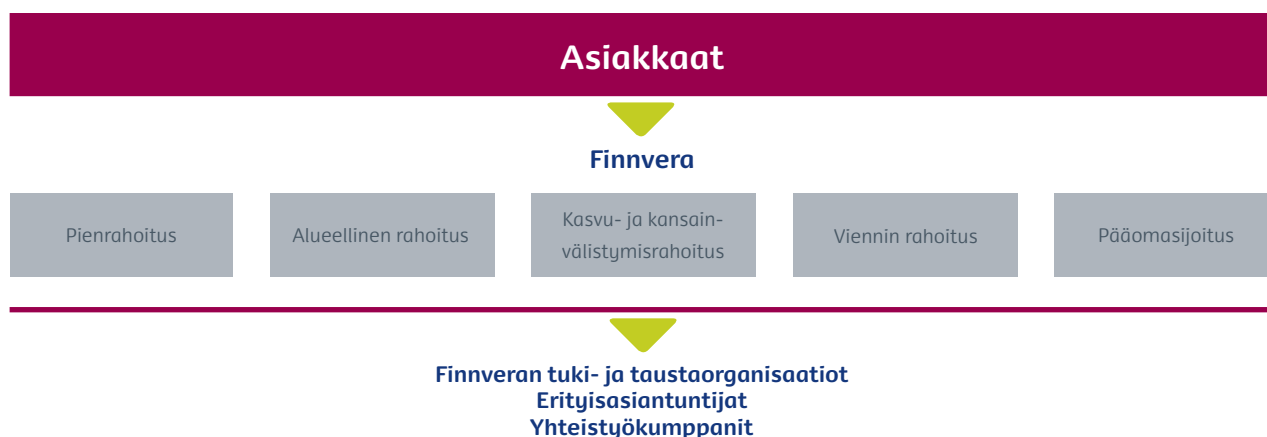 Asiakkaat
Finnvera
Pienrahoitus
Alueellinen rahoitus
Kasvu- ja kansain-
välistymisrahoitus
Viennin rahoitus
Pääomasijoitus
Finnveran tuki- ja taustaorganisaatiot
Erityisasiantuntijat
Yhteistyökumppanit